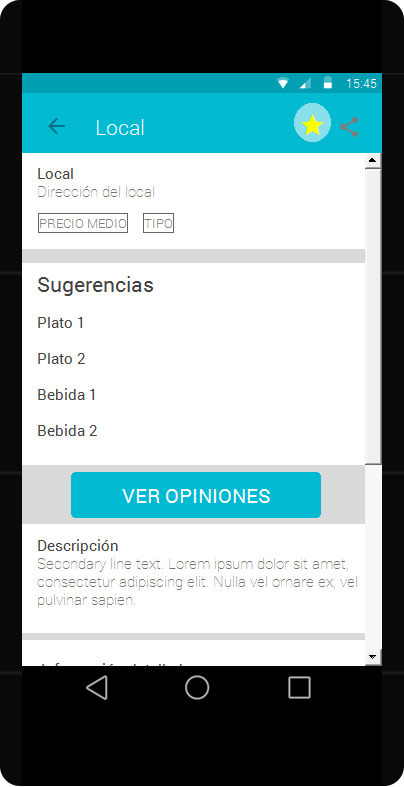 15:45
Local
Local
Dirección del local
PRECIO MEDIO TIPO
Sugerencias
Plato 1
Plato 2
Bebida 1
Bebida 2
VER OPINIONES
Descripción
Secondary line text. Lorem ipsum dolor sit amet,
consectetur adipiscing elit. Nulla vel ornare ex, vel
pulvinar sapien.